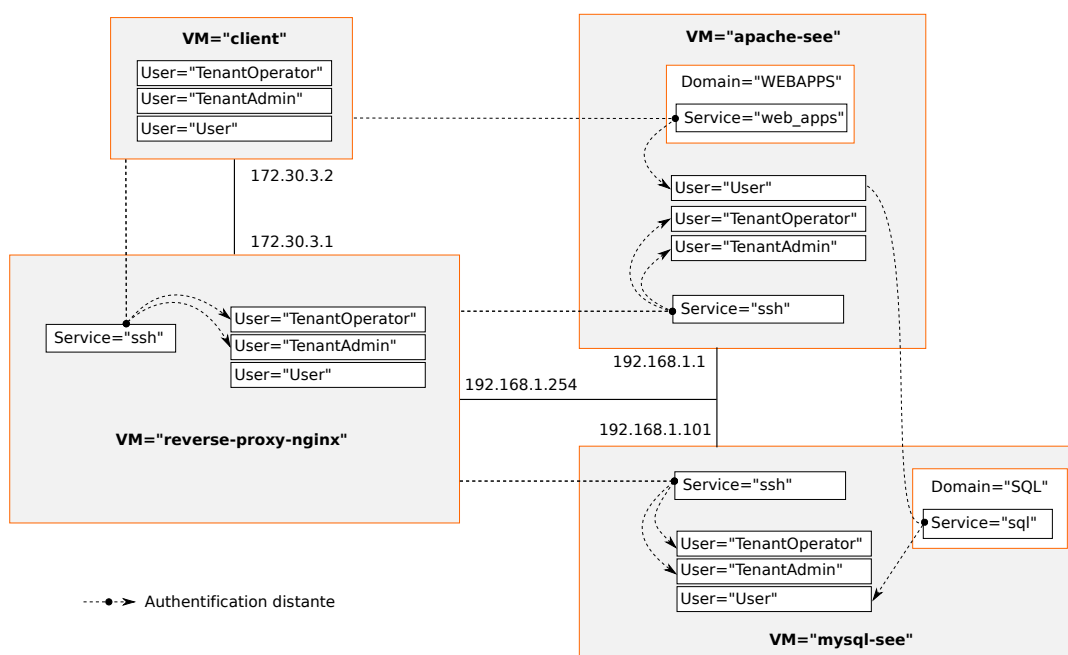 VM="client"
User="TenantOperator"
User="TenantAdmin"
User="User"
172.30.3.2
172.30.3.1
VM="apache-see"
Domain="WEBAPPS"
Service="web_apps"
User="User"
User="TenantOperator"
User="TenantAdmin"
Service="ssh"
192.168.1.1
Service="ssh"
User="TenantOperator"
User="TenantAdmin"
User="User"
VM="reverse-proxy-nginx"
192.168.1.254
192.168.1.101
Service="ssh"
Domain="SQL"
Service="sql"
User="TenantOperator"
User="TenantAdmin"
User="User"
VM="mysql-see"
Authentification distante